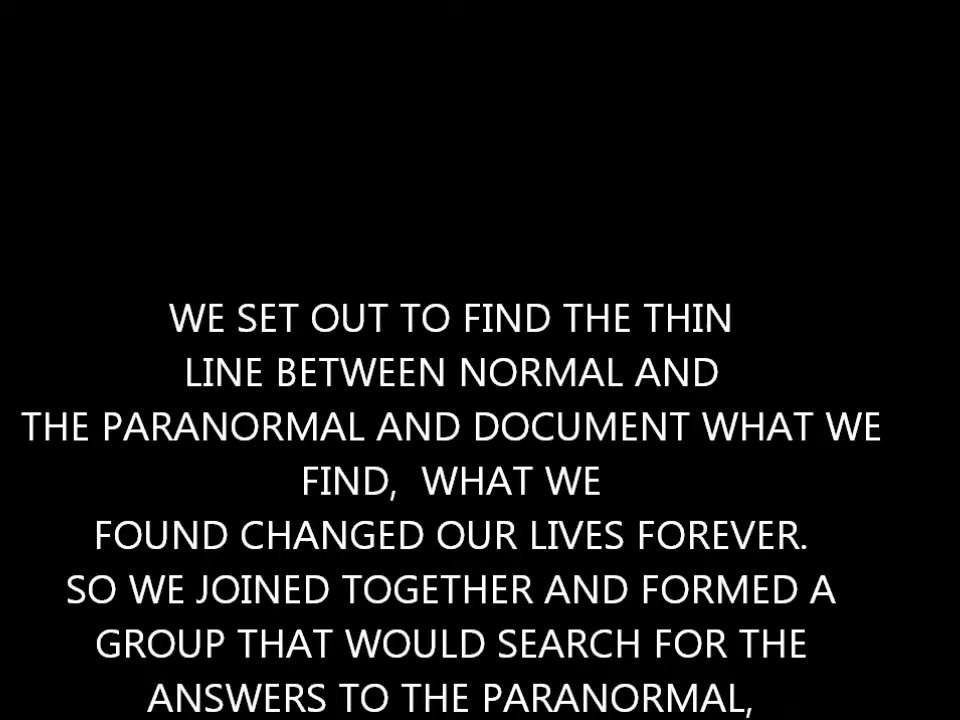 WE SET OUT TO FIND THE THIN
LINE BETWEEN NORMAL AND
THE PARANORMAL AND DOCUMENT WHAT WE
FIND,  WHAT WE
FOUND CHANGED OUR LIVES FOREVER.
SO WE JOINED TOGETHER AND FORMED A
GROUP THAT WOULD SEARCH FOR THE
ANSWERS TO THE PARANORMAL,